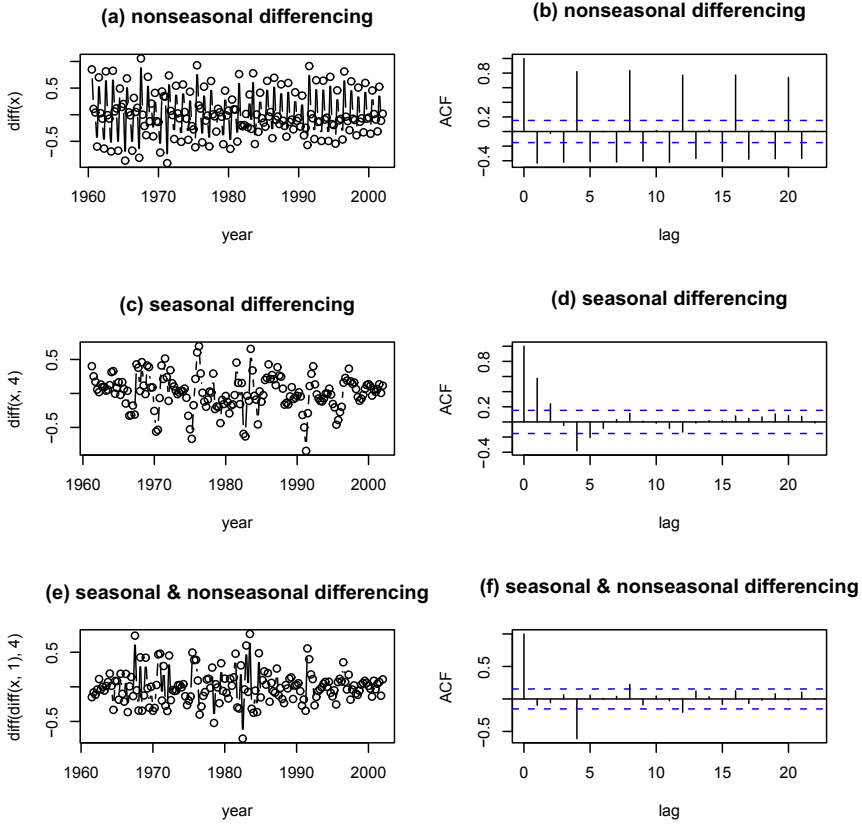 (a) nonseasonal differencing
diff(x)
0.5
−0.5
1960 1970 1980 1990 2000
year
(b) nonseasonal differencing
ACF
0.8
0.2
−0.4
0 5 10 15 20
lag
(c) seasonal differencing
diff(x, 4)
0.5
−0.5
1960 1970 1980 1990 2000
year
(d) seasonal differencing
ACF
0.8
0.2
−0.4
0 5 10 15 20
lag
(e) seasonal & nonseasonal differencing
diff(diff(x, 1), 4)
0.5
−0.5
1960 1970 1980 1990 2000
year
(f) seasonal & nonseasonal differencing
ACF
0.5
−0.5
0 5 10 15 20
lag